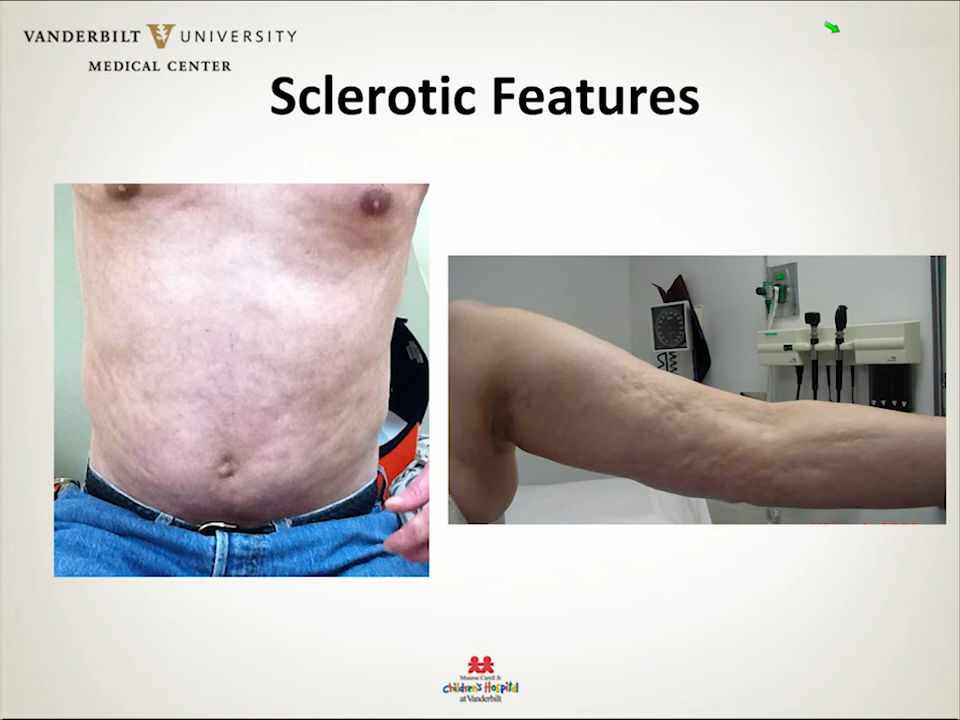 VANDERBILT V UNIVERSITY
MEDICAL CENTER
Sclerotic Features
Monroe Carell Jr.
Children's Hospital
at Vanderbilt